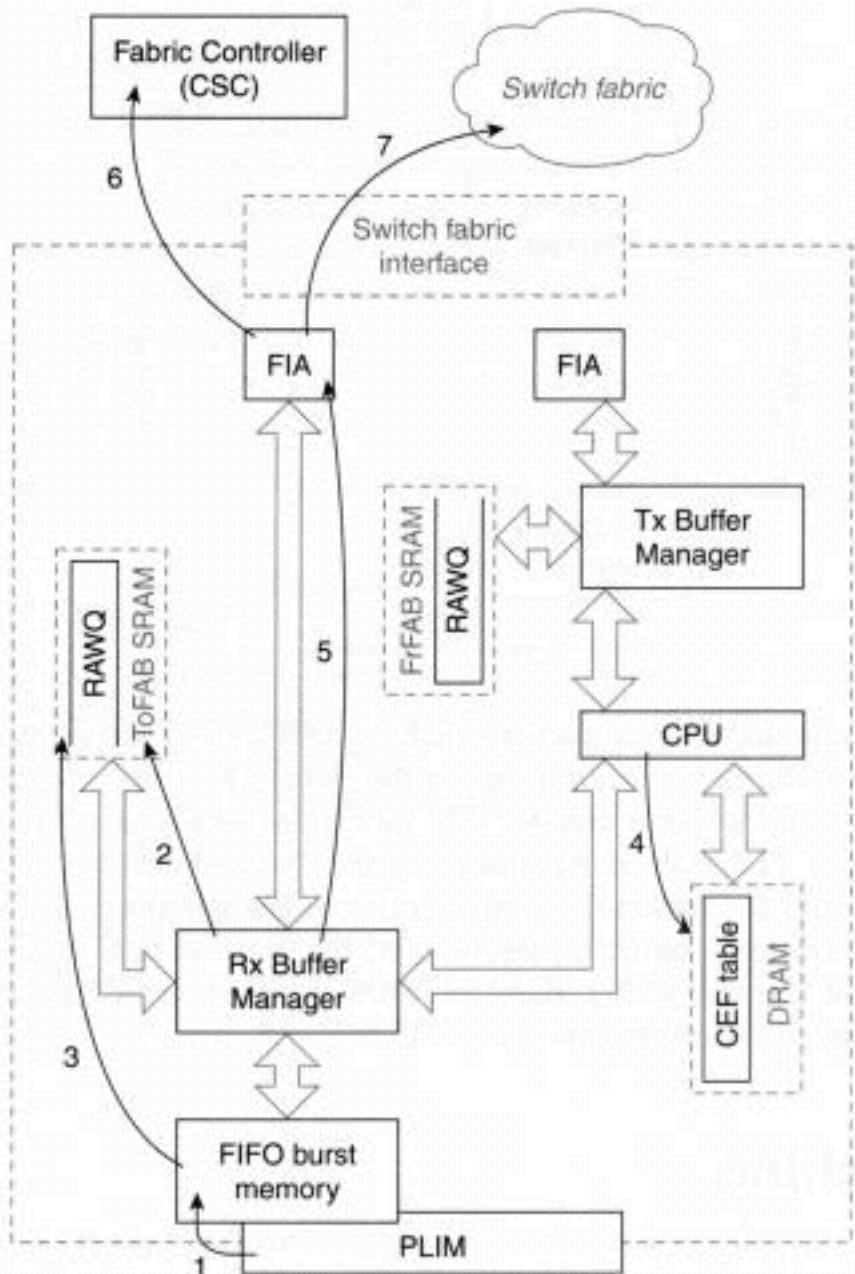 Fabric Controller
(CSC)
Switch fabric
7
6
Switch fabric
interface
FIA
FIA
Tx Buffer
Manager
FrFAB SRAM
RAWQ
RAWQ
ToFAB SRAM
5
CPU
2
4
Rx Buffer
Manager
CEF table
DRAM
3
FIFO burst
memory
PLIM
1